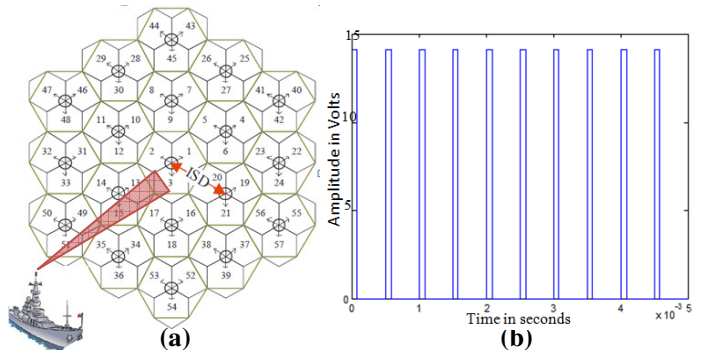 44 43
29 28 45 26 25
47 46 30 8 7 27 41 40
48 11 10 9 5 4 42
32 31 12 2 1 6 23 22
33 14 13 3 ISD 20 19 24
50 49 15 17 16 21 56 55
35 34 18 38 37 57
36 53 52 39
54
(a)
Amplitude in Volts
15
10
5
0
0 1 2 3 4 5
x10⁻³
Time in seconds
(b)